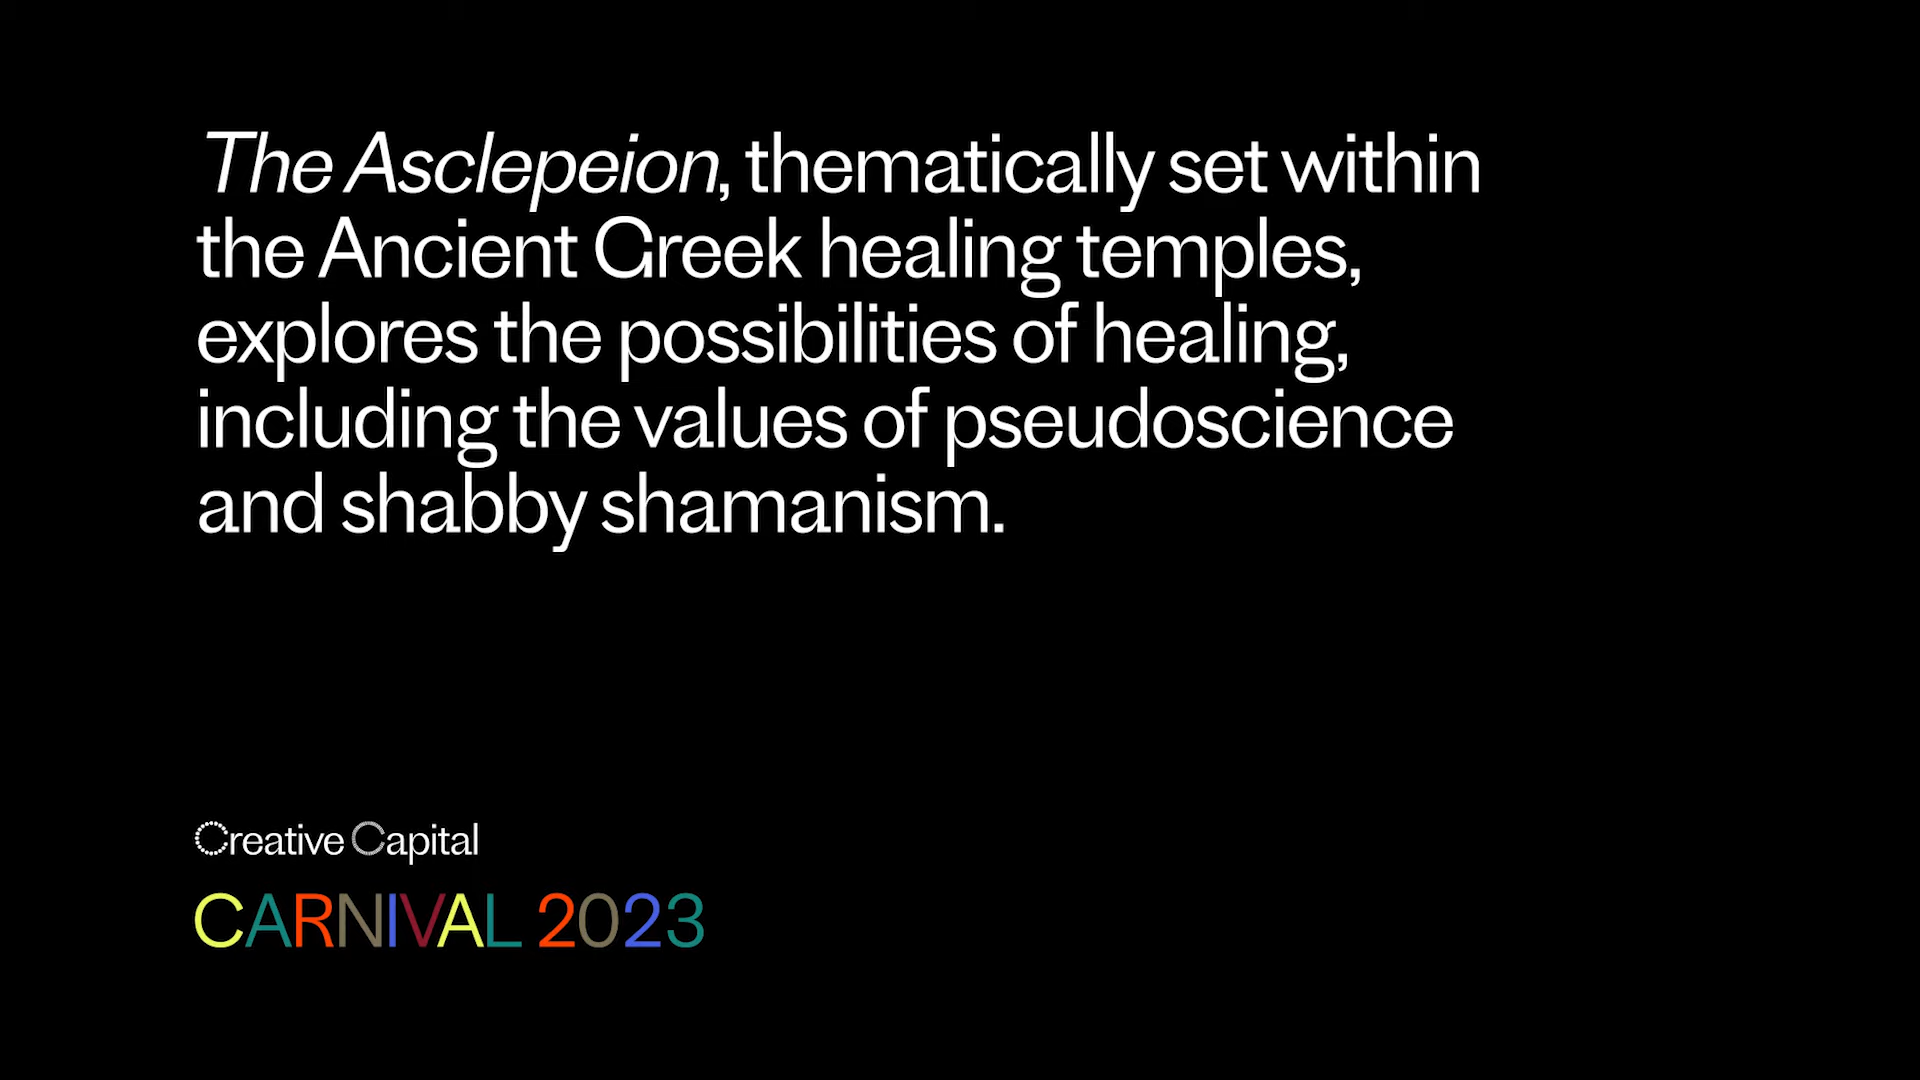 The Asclepeion, thematically set within
the Ancient Greek healing temples,
explores the possibilities of healing,
including the values of pseudoscience
and shabby shamanism.
Creative Capital
CARNIVAL 2023